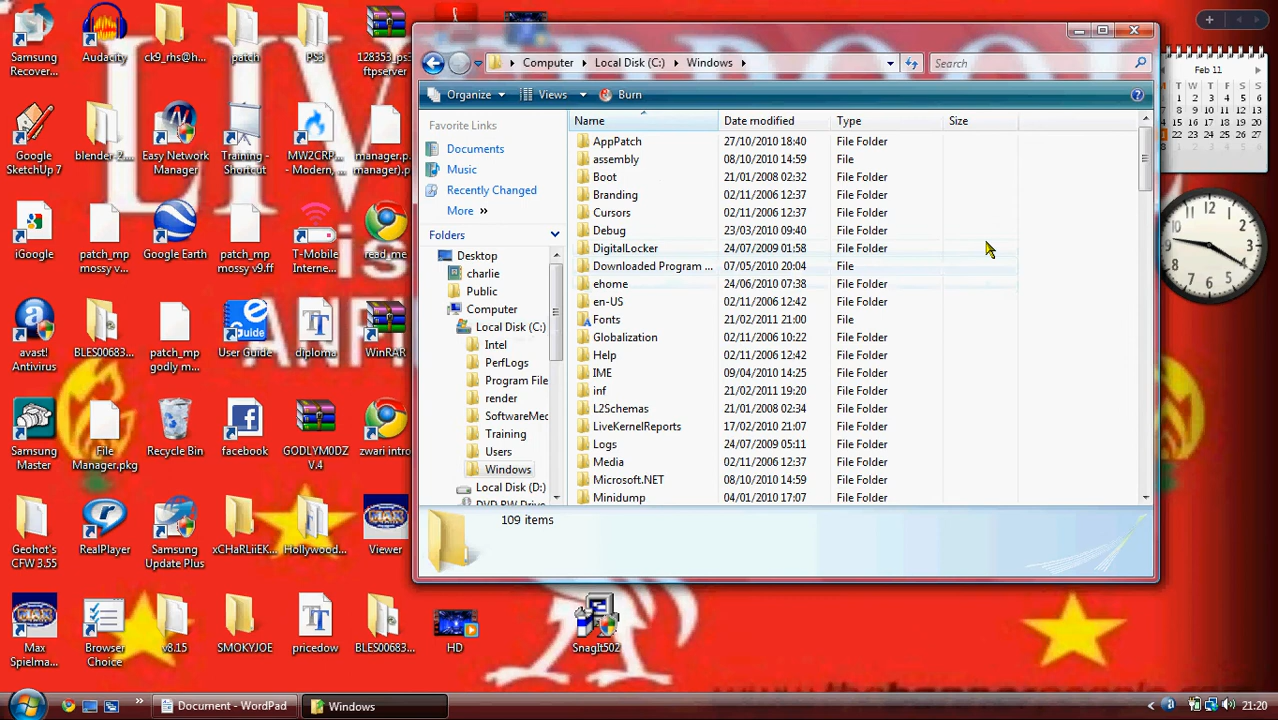 Samsung Recover...
Audacity
ck9_rhs@h...
patch
PS3
128353_ps3 ftpserver
Google SketchUp 7
blender-2....
Easy Network Manager
Training - Shortcut
MW2CRP... - Modern, ...
manager.p...
iGoogle
patch_mp mossy v...
Google Earth
patch_mp mossy v9.ff
T-Mobile Interne...
read_me
avast! Antivirus
BLES00683...
patch_mp godly m...
User Guide
diploma
WinRAR
Samsung Master
File Manager.pkg
Recycle Bin
facebook
GODLYM0DZ V.4
zwari intro
Geohot's CFW 3.55
RealPlayer
Samsung Update Plus
xCHaRLiiEK...
Hollywood...
Viewer
Max Spielma...
Browser Choice
v8.15
SMOKYJOE
pricedow
BLES00683...
HD
SnagIt502
LIV
is
Computer
Local Disk (C:)
Windows
Search
Organize
Views
Burn
Favorite Links
Documents
Music
Recently Changed
More »
Folders
Desktop
charlie
Public
Computer
Local Disk (C:)
Intel
PerfLogs
Program File
render
SoftwareMed
Training
Users
Windows
Local Disk (D:)
DVD RW Drive
Name Date modified Type Size
AppPatch 27/10/2010 18:40 File Folder
assembly 08/10/2010 14:59 File
Boot 21/01/2008 02:32 File Folder
Branding 02/11/2006 12:37 File Folder
Cursors 02/11/2006 12:37 File Folder
Debug 23/03/2010 09:40 File Folder
DigitalLocker 24/07/2009 01:58 File Folder
Downloaded Program ... 07/05/2010 20:04 File
ehome 24/06/2010 07:38 File Folder
en-US 02/11/2006 12:42 File Folder
Fonts 21/02/2011 21:00 File
Globalization 02/11/2006 10:22 File Folder
Help 02/11/2006 12:42 File Folder
IME 09/04/2010 14:25 File Folder
inf 21/02/2011 19:20 File Folder
L2Schemas 21/01/2008 02:34 File Folder
LiveKernelReports 17/02/2010 21:07 File Folder
Logs 24/07/2009 05:11 File Folder
Media 02/11/2006 12:37 File Folder
Microsoft.NET 08/10/2010 14:59 File Folder
Minidump 04/01/2010 17:07 File Folder
109 items
Feb 11
12
Document - WordPad
Windows
21:20